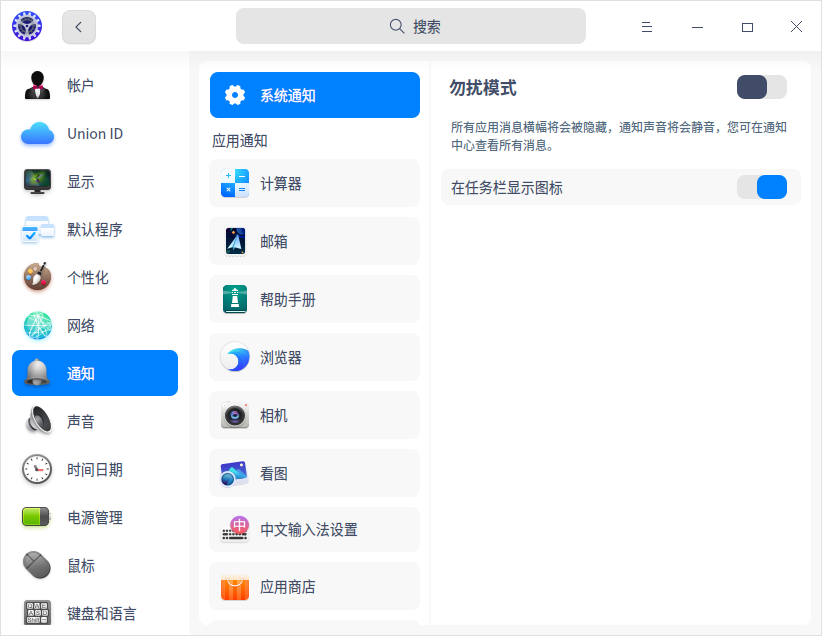 搜索
帐户
Union ID
显示
默认程序
个性化
网络
通知
声音
时间日期
电源管理
鼠标
键盘和语言
系统通知
应用通知
计算器
邮箱
帮助手册
浏览器
相机
看图
中文输入法设置
应用商店
勿扰模式
所有应用消息横幅将会被隐藏，通知声音将会静音，您可在通知
中心查看所有消息。
在任务栏显示图标